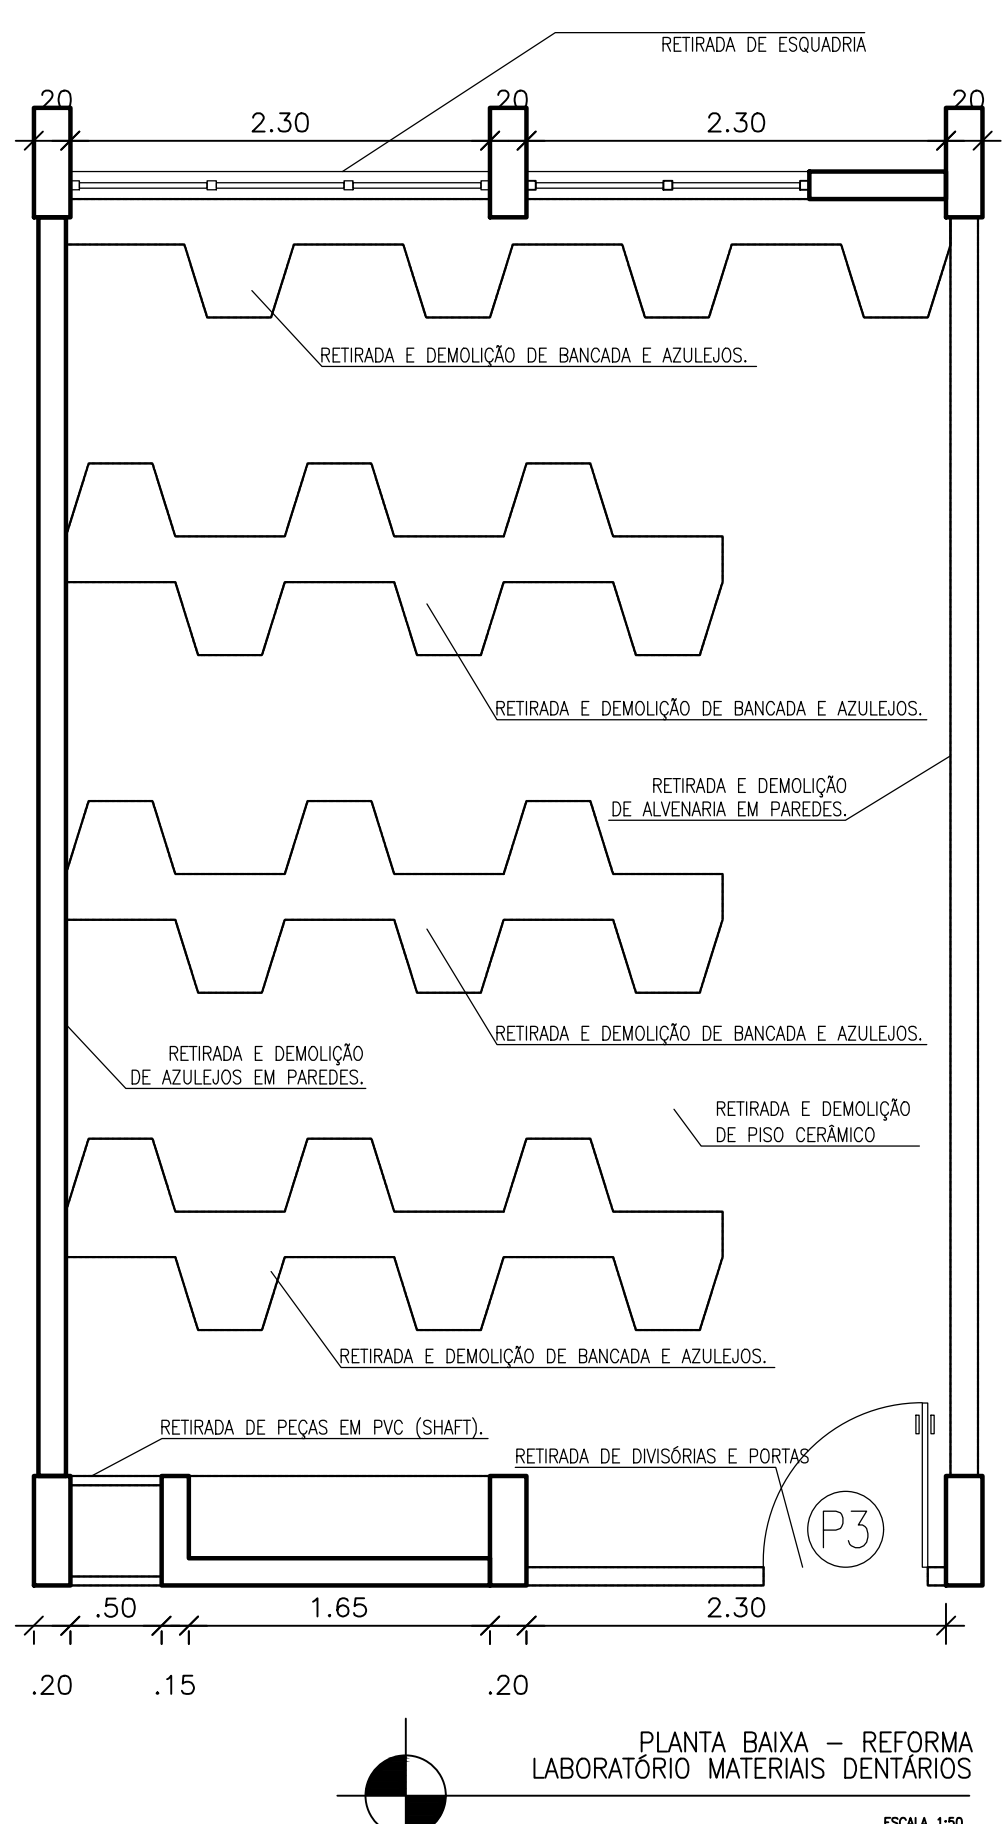 RETIRADA DE ESQUADRIA
20 20 20
2.30 2.30
RETIRADA E DEMOLIÇÃO DE BANCADA E AZULEJOS.
RETIRADA E DEMOLIÇÃO DE BANCADA E AZULEJOS.
RETIRADA E DEMOLIÇÃO
DE ALVENARIA EM PAREDES.
RETIRADA E DEMOLIÇÃO DE BANCADA E AZULEJOS.
RETIRADA E DEMOLIÇÃO
DE AZULEJOS EM PAREDES.
RETIRADA E DEMOLIÇÃO
DE PISO CERÂMICO
RETIRADA E DEMOLIÇÃO DE BANCADA E AZULEJOS.
RETIRADA DE PEÇAS EM PVC (SHAFT).
RETIRADA DE DIVISÓRIAS E PORTAS
P3
.50 1.65 2.30
.20 .15 .20
PLANTA BAIXA – REFORMA
LABORATÓRIO MATERIAIS DENTÁRIOS
ESCALA 1:50